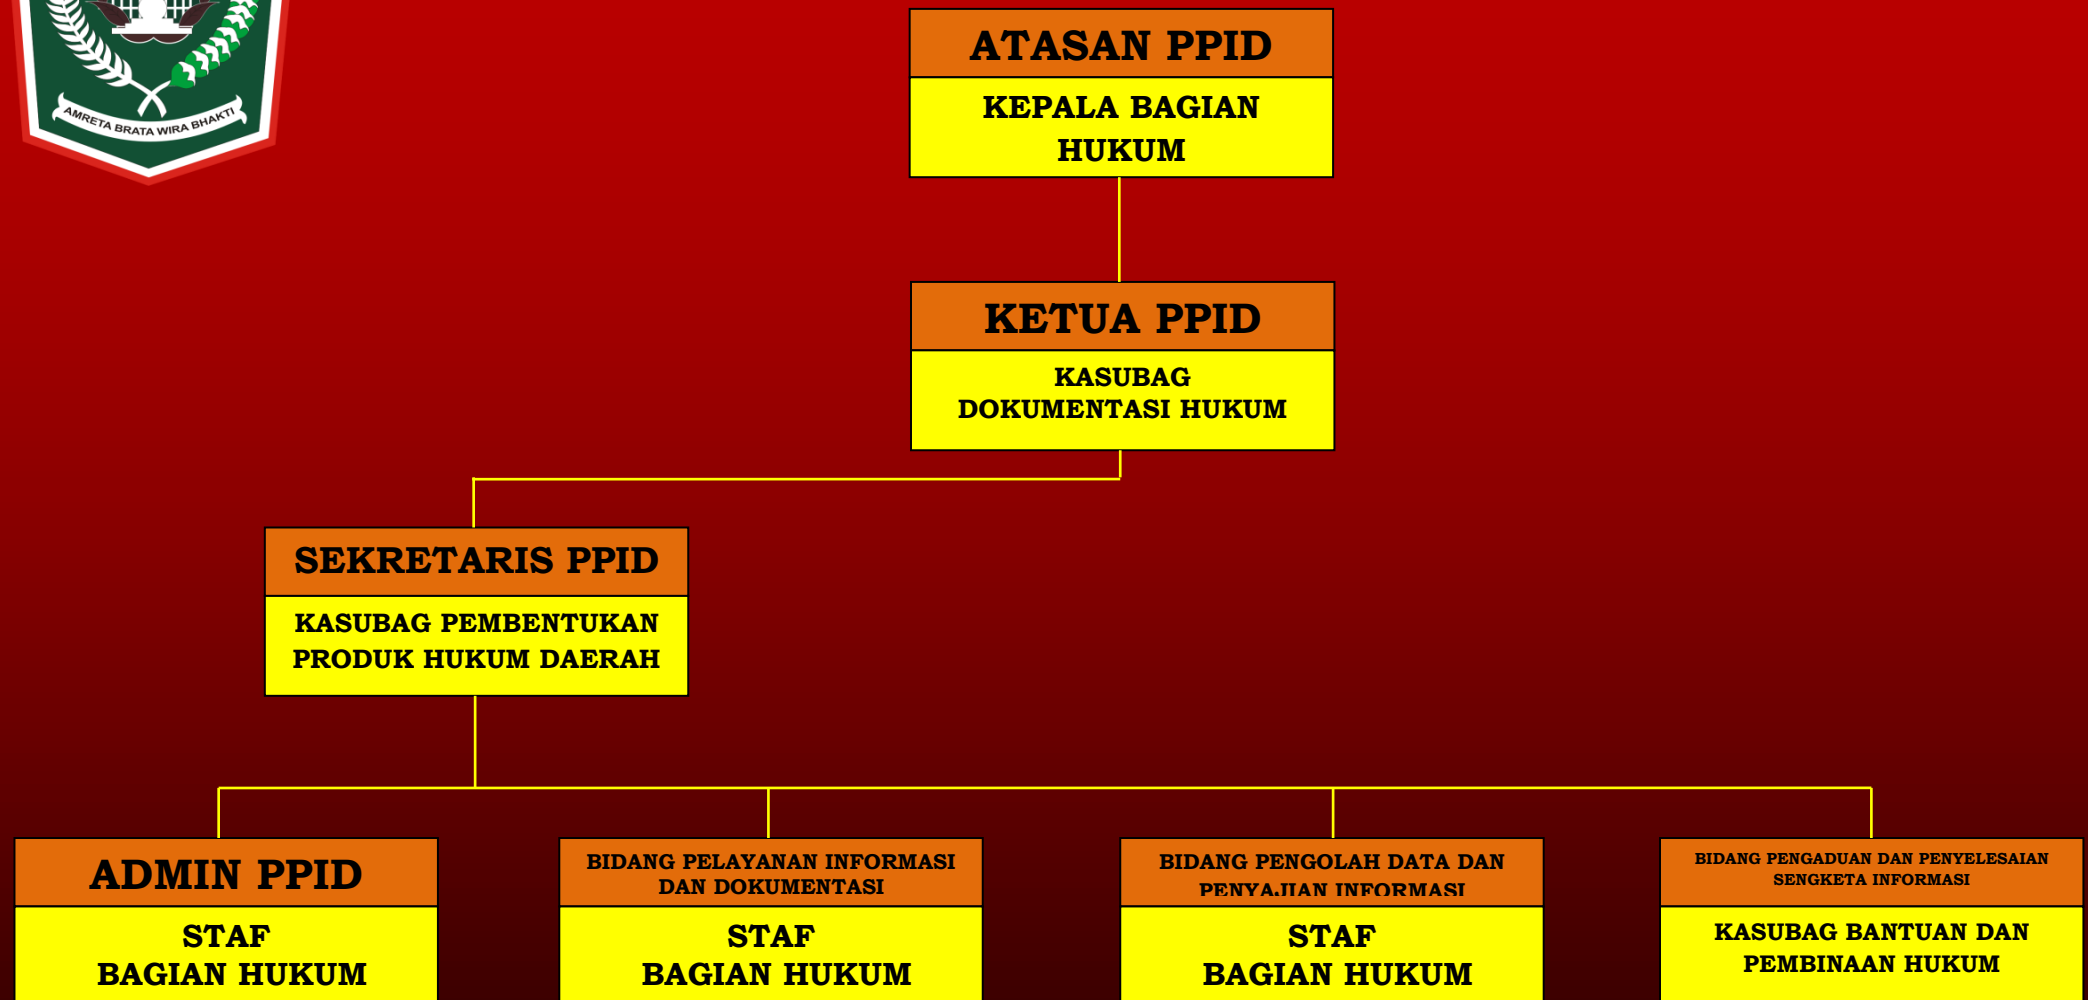 AMRETA BRATA WIRA BHAKTI
ATASAN PPID
KEPALA BAGIAN
HUKUM
KETUA PPID
KASUBAG
DOKUMENTASI HUKUM
SEKRETARIS PPID
KASUBAG PEMBENTUKAN
PRODUK HUKUM DAERAH
ADMIN PPID
STAF
BAGIAN HUKUM
BIDANG PELAYANAN INFORMASI
DAN DOKUMENTASI
STAF
BAGIAN HUKUM
BIDANG PENGOLAH DATA DAN
PENYAJIAN INFORMASI
STAF
BAGIAN HUKUM
BIDANG PENGADUAN DAN PENYELESAIAN
SENGKETA INFORMASI
KASUBAG BANTUAN DAN
PEMBINAAN HUKUM